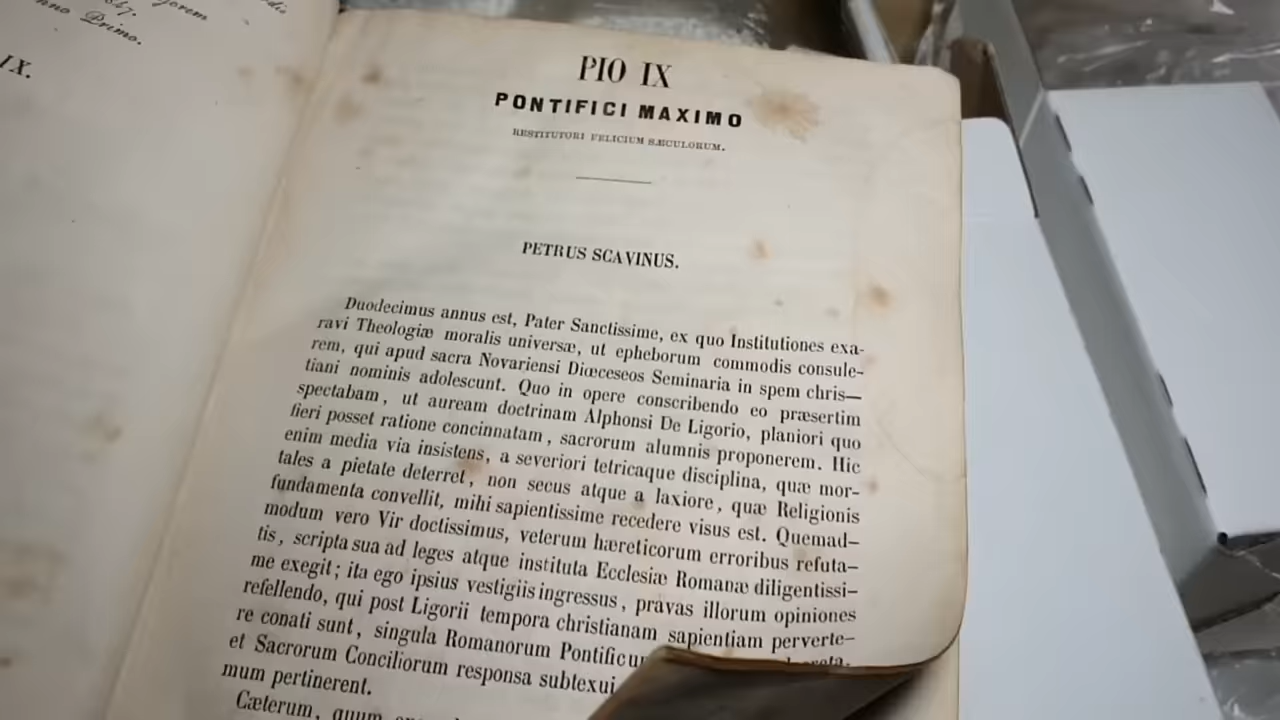 847.
nno Primo.
IX.
PIO IX
PONTIFICI MAXIMO
RESTITUTORI FELICIUM SÆCULORUM.
PETRUS SCAVINUS.
Duodecimus annus est, Pater Sanctissime, ex quo Institutiones exa-
ravi Theologiæ moralis universæ, ut epheborum commodis consule-
rem, qui apud sacra Novariensi Diœceseos Seminaria in spem chris-
tiani nominis adolescunt. Quo in opere conscribendo eo præsertim
spectabam, ut auream doctrinam Alphonsi De Ligorio, planiori quo
fieri posset ratione concinnatam, sacrorum alumnis proponerem. Hic
enim media via insistens, a severiori tetricaque disciplina, quæ mor-
tales a pietate deterret, non secus atque a laxiore, quæ Religionis
fundamenta convellit, mihi sapientissime recedere visus est. Quemad-
modum vero Vir doctissimus, veterum hæreticorum erroribus refuta-
tis, scripta sua ad leges atque instituta Ecclesiæ Romanæ diligentissi-
me exegit; ita ego ipsius vestigiis ingressus, pravas illorum opiniones
refellendo, qui post Ligorii tempora christianam sapientiam perverte-
re conati sunt, singula Romanorum Pontificu
et Sacrorum Conciliorum responsa subtexui
mum pertinerent.
Cæterum, quum